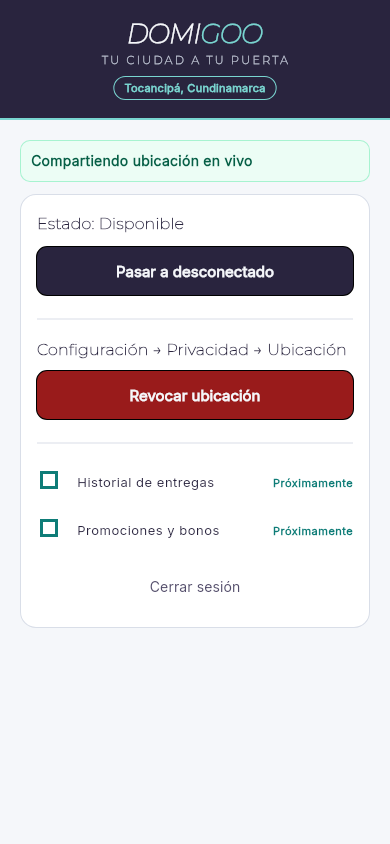 DOMIGOO
TU CIUDAD A TU PUERTA
Tocancipá, Cundinamarca
Compartiendo ubicación en vivo
Estado: Disponible
Pasar a desconectado
Configuración → Privacidad → Ubicación
Revocar ubicación
Historial de entregas Próximamente
Promociones y bonos Próximamente
Cerrar sesión